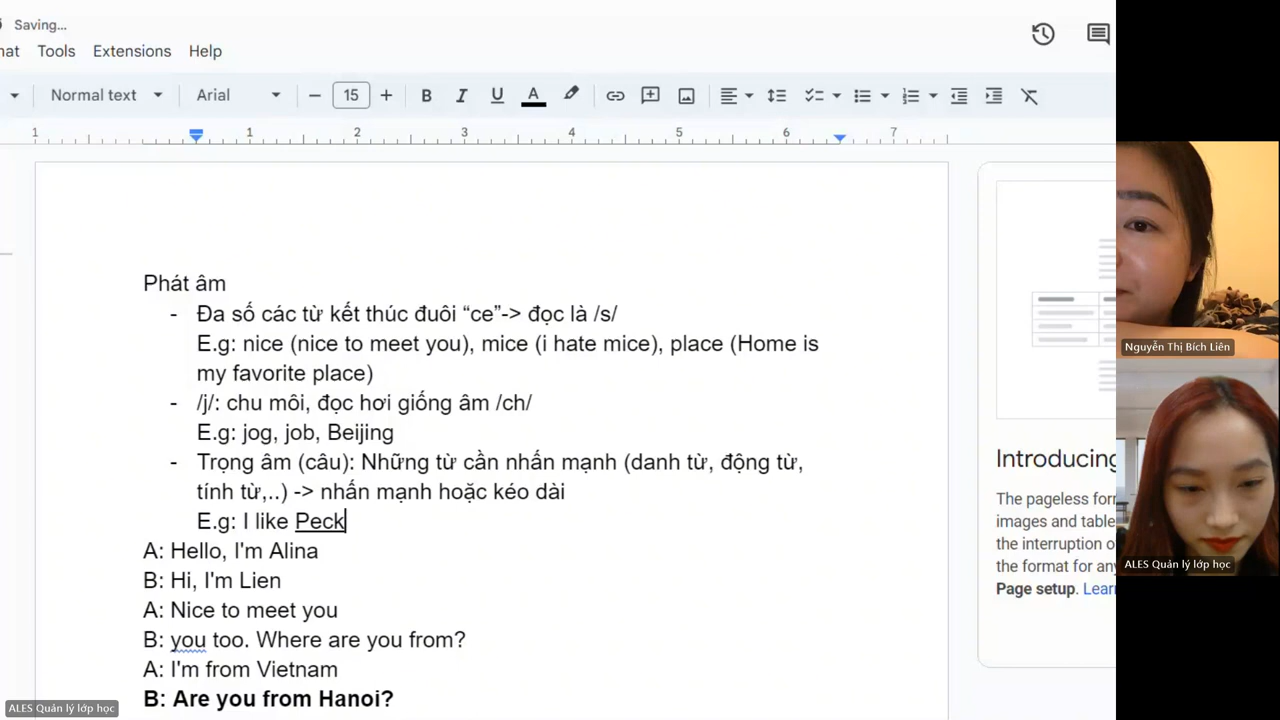 Saving...
mat Tools Extensions Help
Normal text Arial 15 B I U A
1 1 2 3 4 5 6 7
Phát âm
- Đa số các từ kết thúc đuôi “ce”-> đọc là /s/
E.g: nice (nice to meet you), mice (i hate mice), place (Home is
my favorite place)
- /j/: chu môi, đọc hơi giống âm /ch/
E.g: jog, job, Beijing
- Trọng âm (câu): Những từ cần nhấn mạnh (danh từ, động từ,
tính từ,..) -> nhấn mạnh hoặc kéo dài
E.g: I like Peck
A: Hello, I'm Alina
B: Hi, I'm Lien
A: Nice to meet you
B: you too. Where are you from?
A: I'm from Vietnam
B: Are you from Hanoi?
Introducing
The pageless for
images and table
the interruption o
the format for any
Page setup. Lear
Nguyễn Thị Bích Liên
ALES Quản lý lớp học
ALES Quản lý lớp học